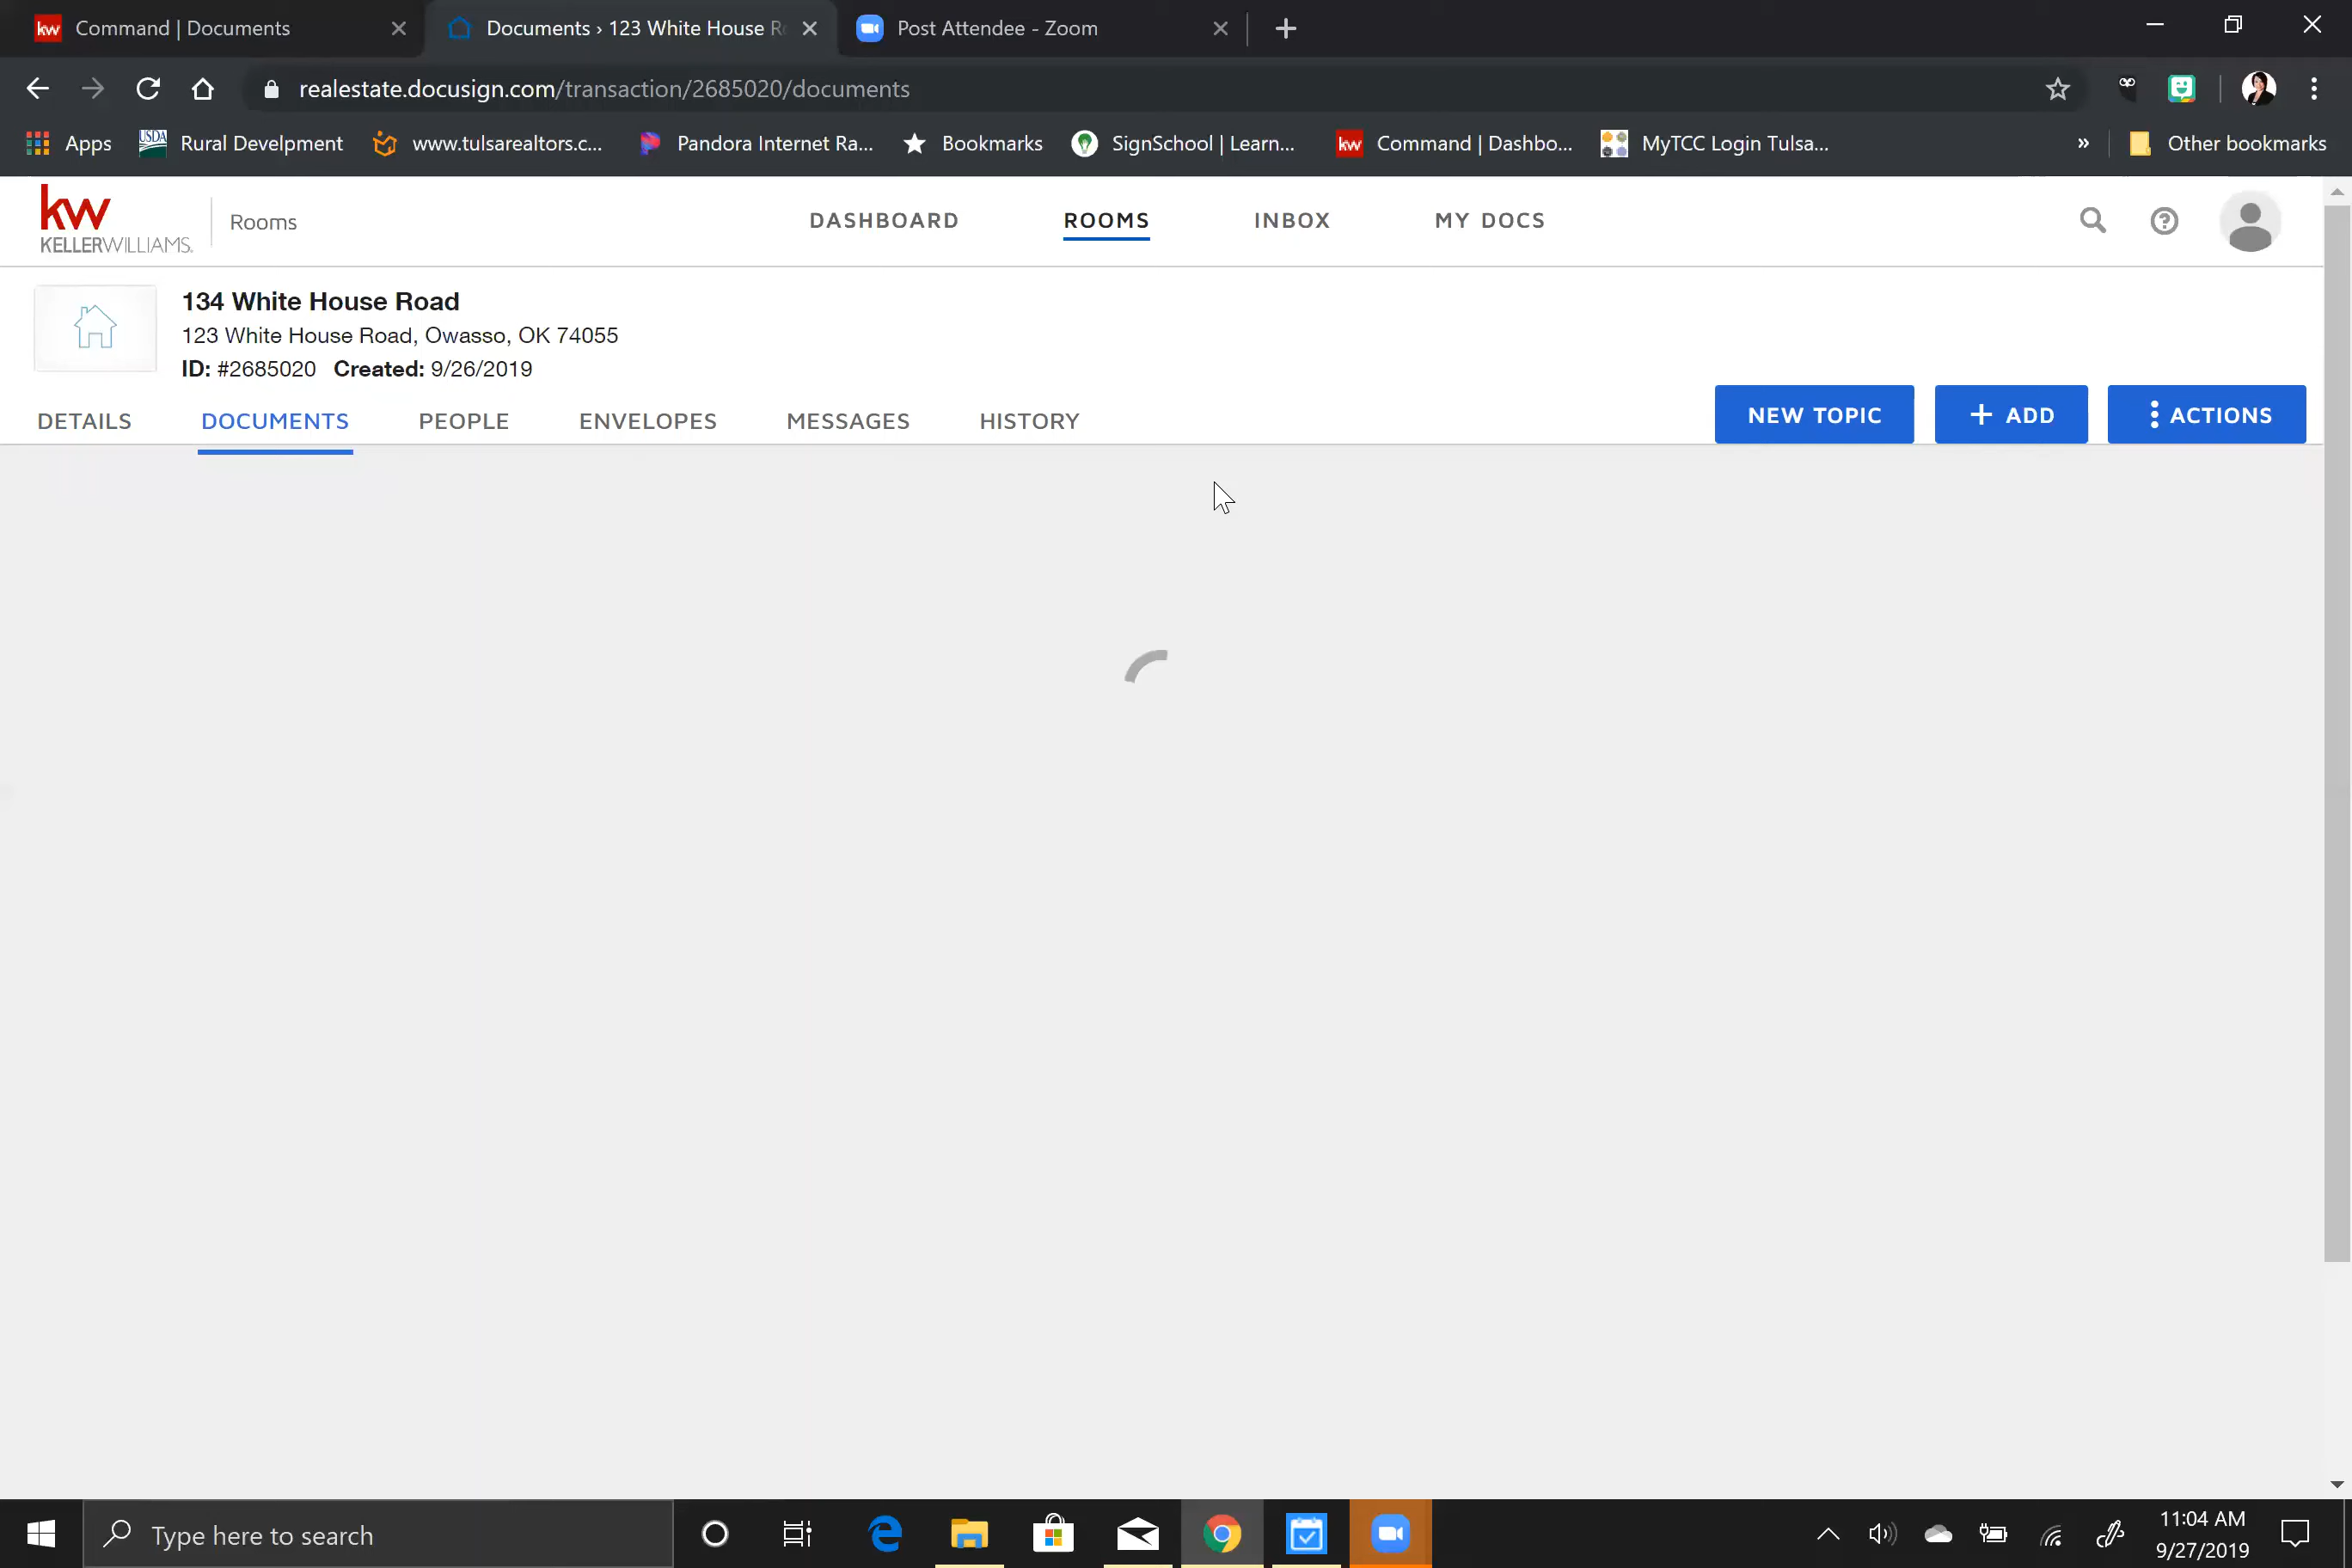 kw Command | Documents
Documents › 123 White House R
Post Attendee - Zoom
realestate.docusign.com/transaction/2685020/documents
Apps
USDA Rural Develpment
www.tulsarealtors.c...
Pandora Internet Ra...
Bookmarks
SignSchool | Learn...
kw Command | Dashbo...
MyTCC Login Tulsa...
»
Other bookmarks
kw
KELLERWILLIAMS.
Rooms
DASHBOARD
ROOMS
INBOX
MY DOCS
134 White House Road
123 White House Road, Owasso, OK 74055
ID: #2685020 Created: 9/26/2019
DETAILS
DOCUMENTS
PEOPLE
ENVELOPES
MESSAGES
HISTORY
NEW TOPIC
+ ADD
ACTIONS
Type here to search
11:04 AM
9/27/2019